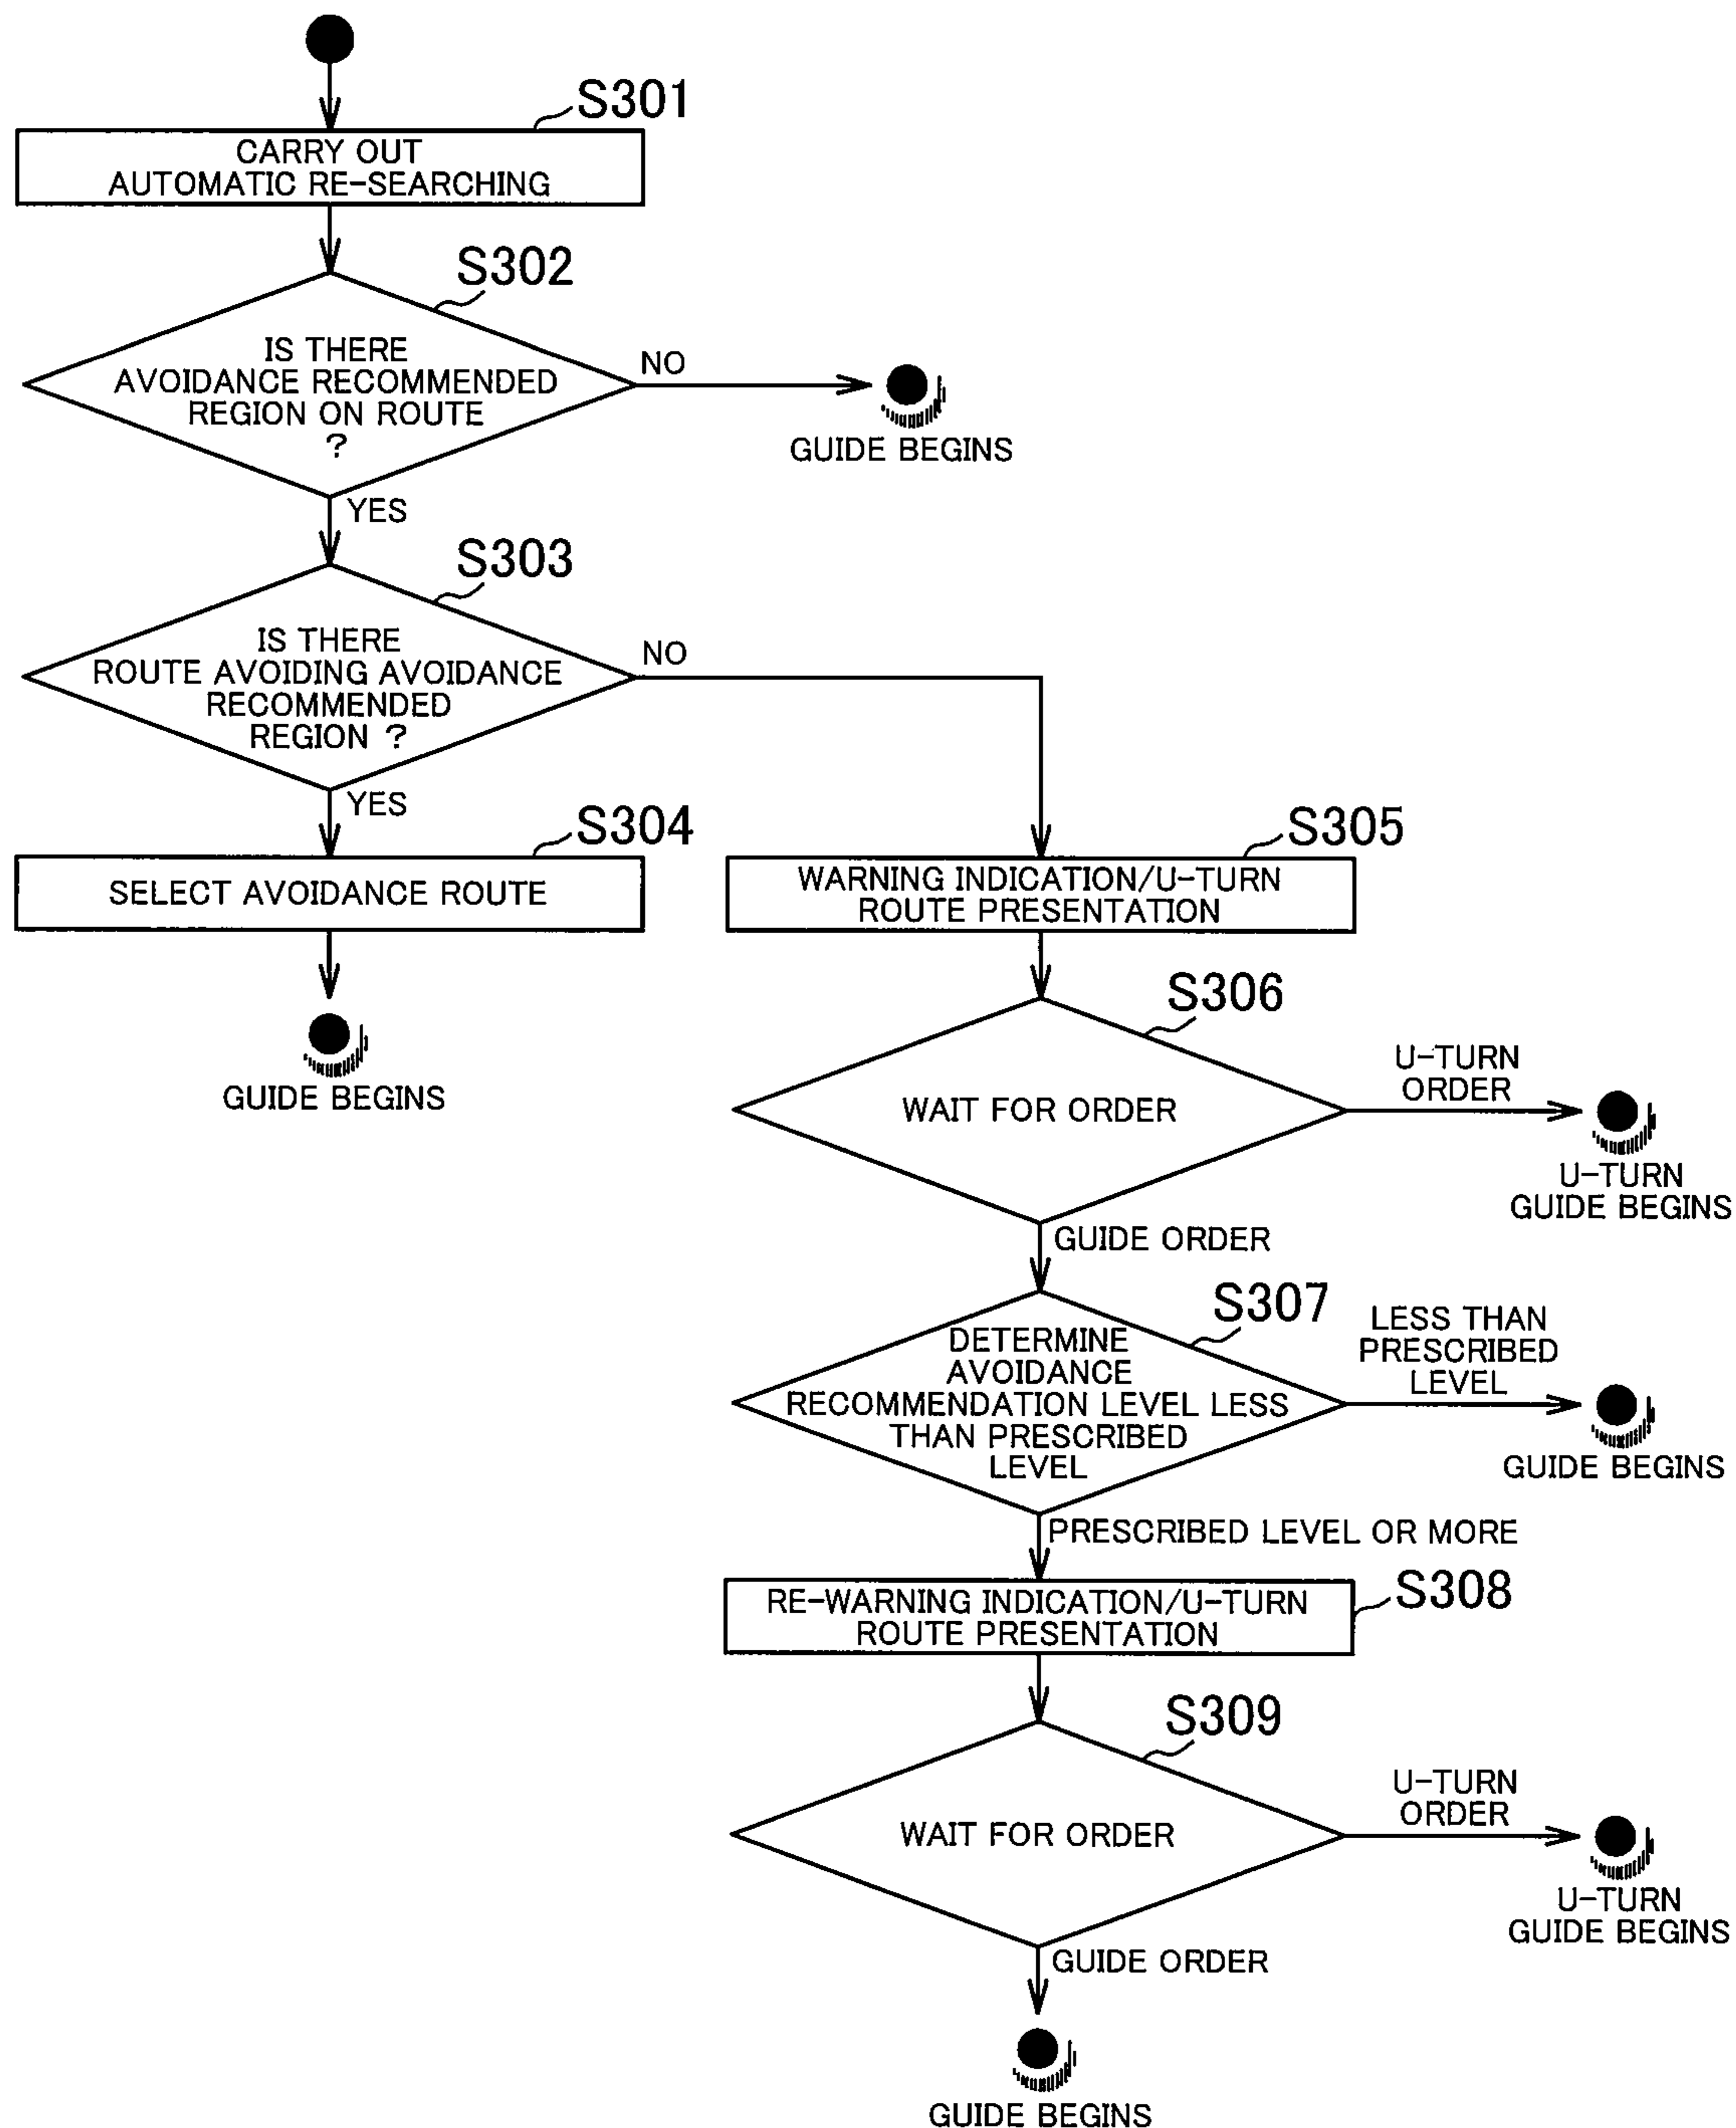 S301
CARRY OUT
AUTOMATIC RE-SEARCHING
S302
IS THERE
AVOIDANCE RECOMMENDED
REGION ON ROUTE
?
NO
GUIDE BEGINS
YES
S303
IS THERE
ROUTE AVOIDING AVOIDANCE
RECOMMENDED
REGION ?
NO
YES
S304
SELECT AVOIDANCE ROUTE
GUIDE BEGINS
S305
WARNING INDICATION/U-TURN
ROUTE PRESENTATION
S306
WAIT FOR ORDER
U-TURN
ORDER
U-TURN
GUIDE BEGINS
GUIDE ORDER
S307
DETERMINE
AVOIDANCE
RECOMMENDATION LEVEL LESS
THAN PRESCRIBED
LEVEL
LESS THAN
PRESCRIBED
LEVEL
GUIDE BEGINS
PRESCRIBED LEVEL OR MORE
S308
RE-WARNING INDICATION/U-TURN
ROUTE PRESENTATION
S309
WAIT FOR ORDER
U-TURN
ORDER
U-TURN
GUIDE BEGINS
GUIDE ORDER
GUIDE BEGINS